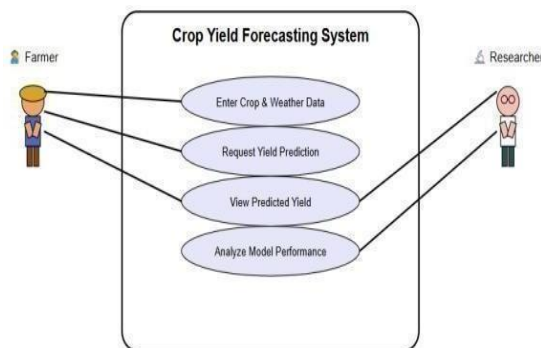 Crop Yield Forecasting System
Farmer
Researcher
Enter Crop & Weather Data
Request Yield Prediction
View Predicted Yield
Analyze Model Performance